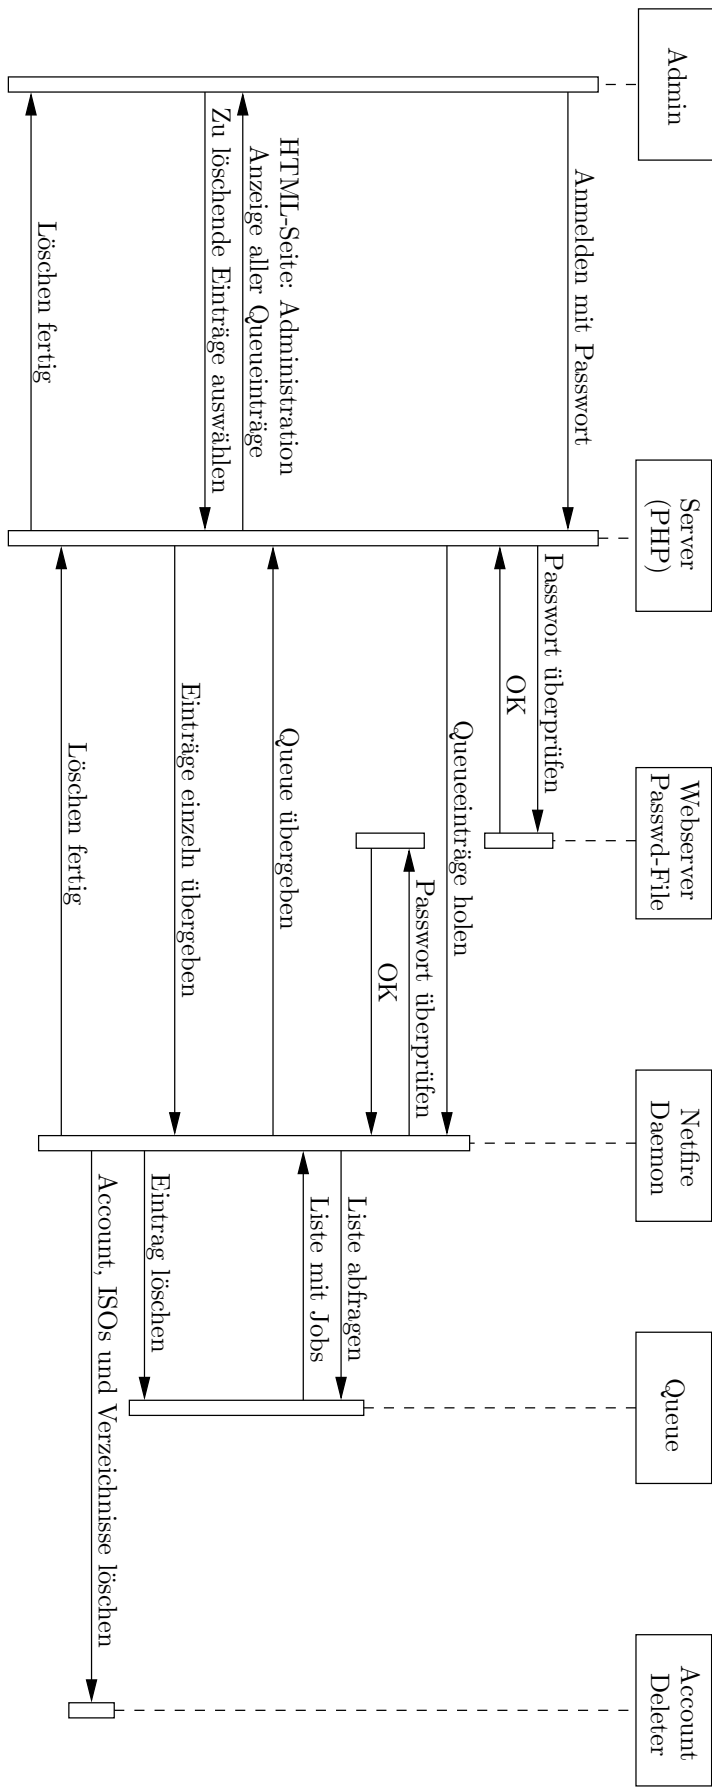 Admin
Server
(PHP)
Webserver
Passwd-File
Netfire
Daemon
Queue
Account
Deleter
Anmelden mit Passwort
Passwort überprüfen
OK
Queueeinträge holen
Passwort überprüfen
OK
Liste abfragen
Liste mit Jobs
Queue übergeben
HTML-Seite: Administration
Anzeige aller Queueinträge
Zu löschende Einträge auswählen
Einträge einzeln übergeben
Eintrag löschen
Account, ISOs und Verzeichnisse löschen
Löschen fertig
Löschen fertig